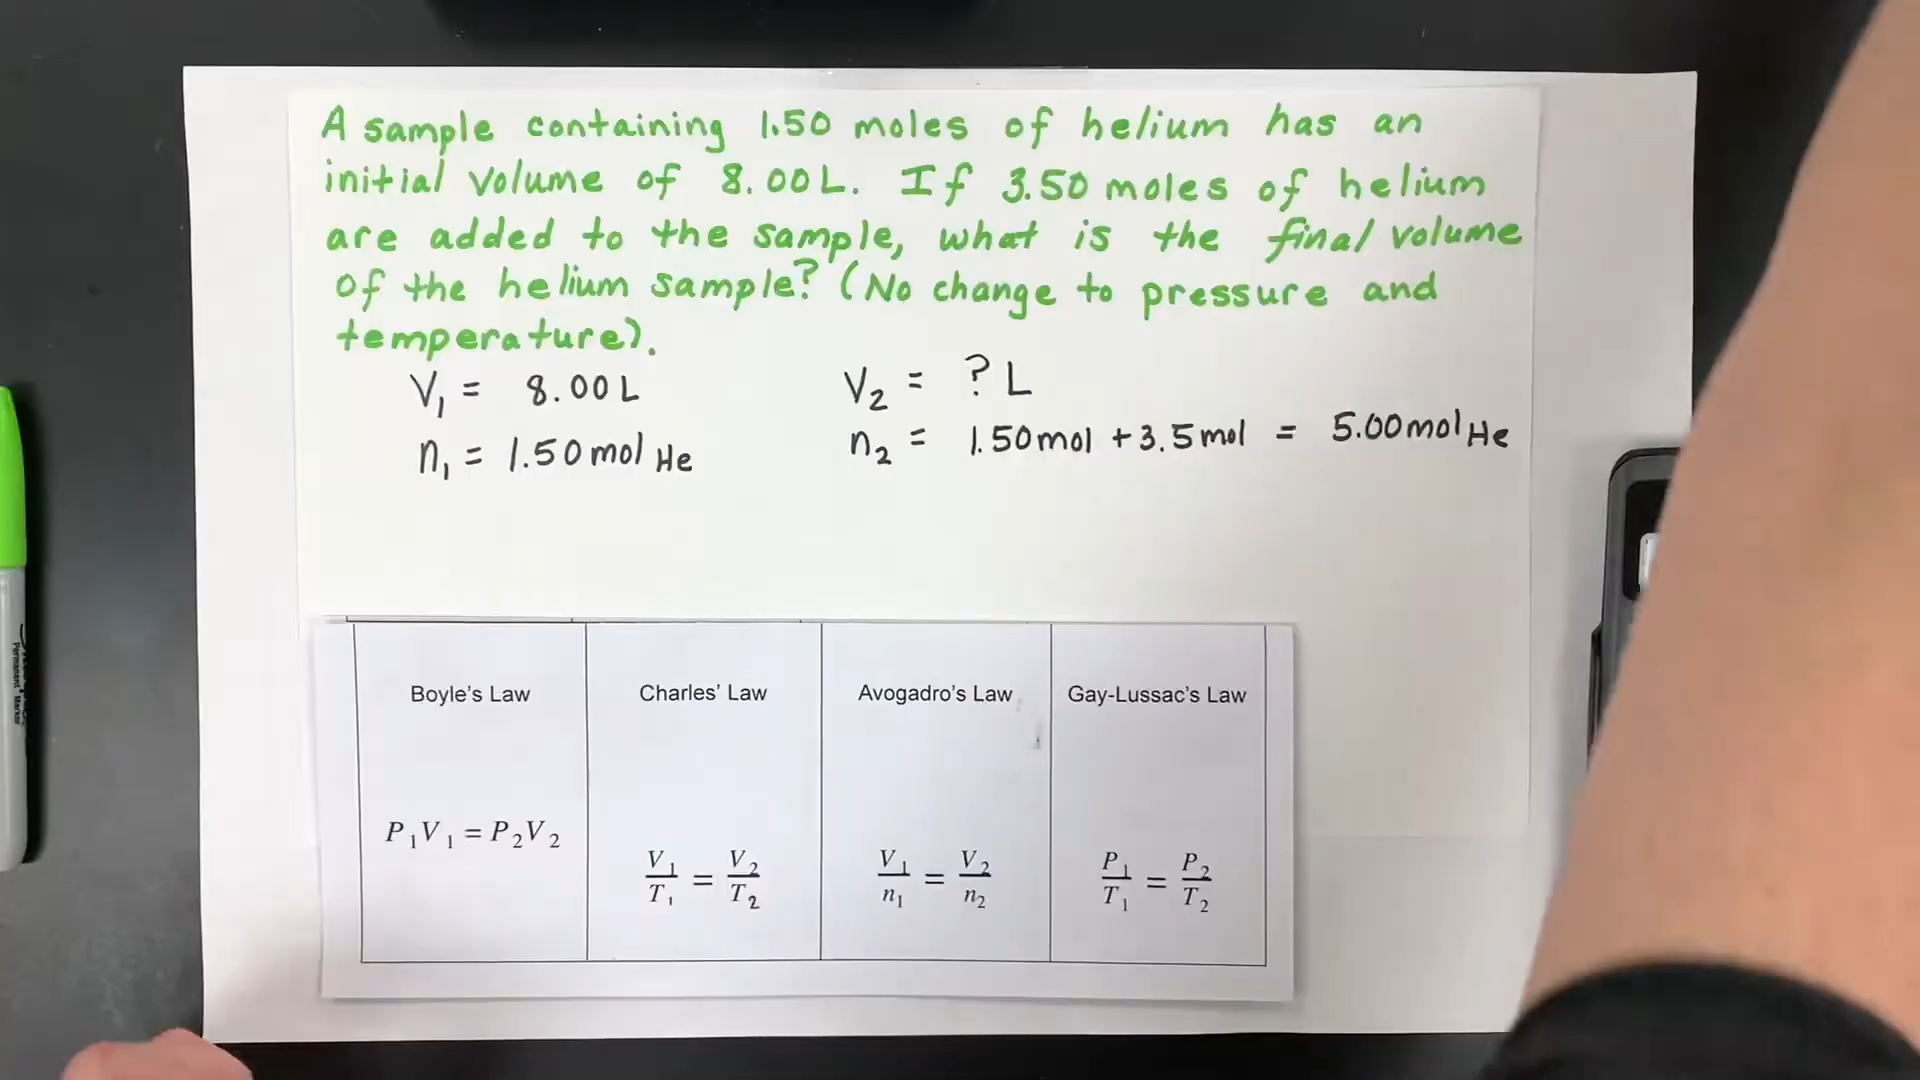 A sample containing 1.50 moles of helium has an
initial volume of 8.00 L. If 3.50 moles of helium
are added to the sample, what is the final volume
of the helium sample? (No change to pressure and
temperature).
V₁ = 8.00 L
V₂ = ? L
n₁ = 1.50 mol He
n₂ = 1.50 mol + 3.5 mol = 5.00 mol He
Boyle's Law
Charles' Law
Avogadro's Law
Gay-Lussac's Law
P₁V₁ = P₂V₂
V₁/T₁ = V₂/T₂
V₁/n₁ = V₂/n₂
P₁/T₁ = P₂/T₂
Permanent Marker